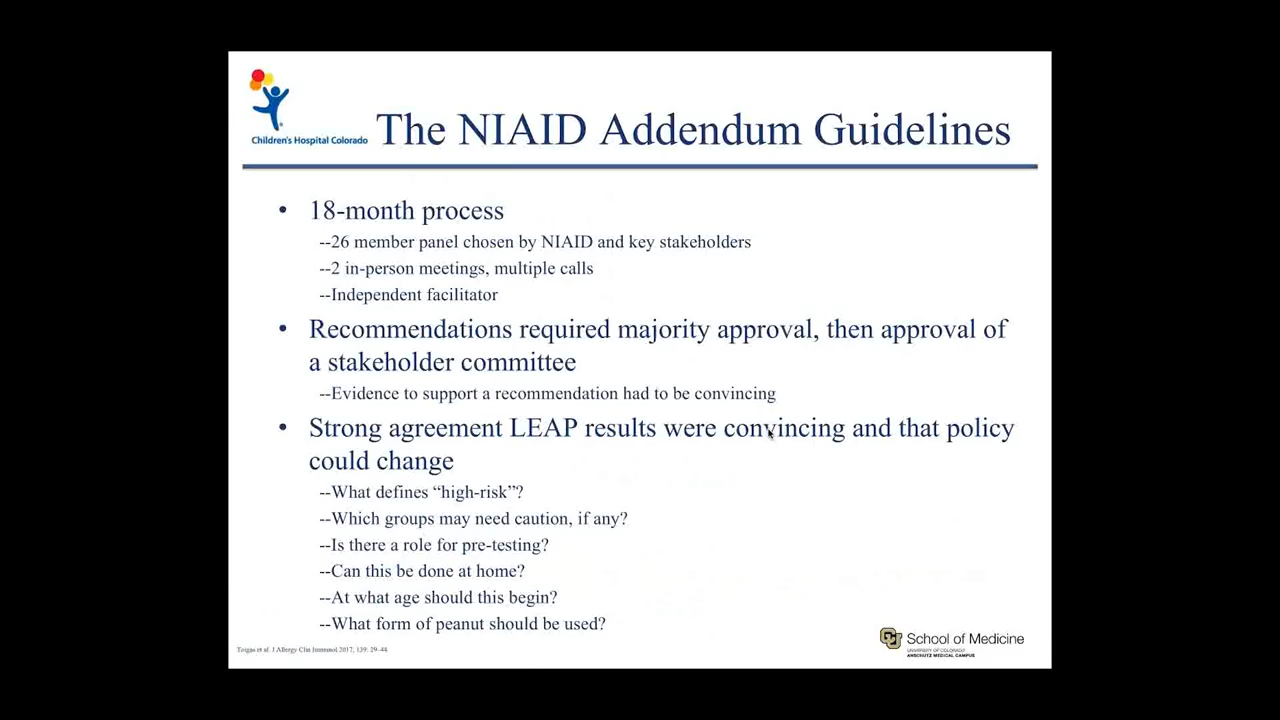 Children's Hospital Colorado
The NIAID Addendum Guidelines
• 18-month process
--26 member panel chosen by NIAID and key stakeholders
--2 in-person meetings, multiple calls
--Independent facilitator
• Recommendations required majority approval, then approval of
a stakeholder committee
--Evidence to support a recommendation had to be convincing
• Strong agreement LEAP results were convincing and that policy
could change
--What defines “high-risk”?
--Which groups may need caution, if any?
--Is there a role for pre-testing?
--Can this be done at home?
--At what age should this begin?
--What form of peanut should be used?
Togias et al. J Allergy Clin Immunol 2017, 139: 29-44
CU School of Medicine
UNIVERSITY OF COLORADO
ANSCHUTZ MEDICAL CAMPUS